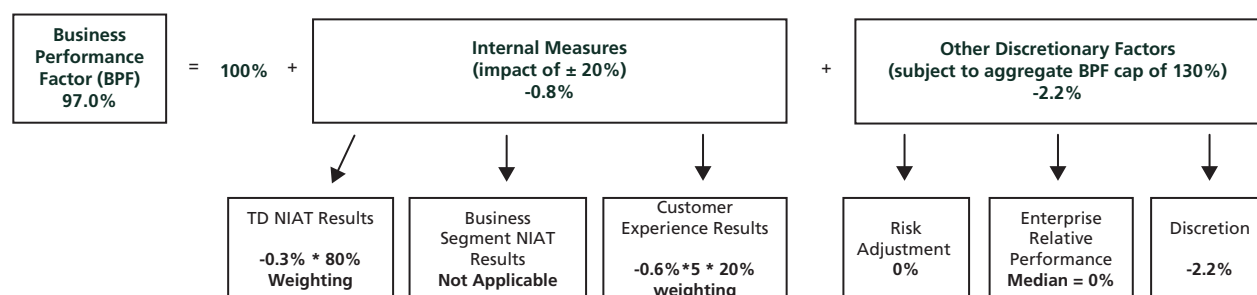 Business
Performance
Factor (BPF)
97.0%
= 100% +
Internal Measures
(impact of ± 20%)
-0.8%
+
Other Discretionary Factors
(subject to aggregate BPF cap of 130%)
-2.2%
TD NIAT Results
-0.3% * 80%
Weighting
Business
Segment NIAT
Results
Not Applicable
Customer
Experience Results
-0.6%*5 * 20%
weighting
Risk
Adjustment
0%
Enterprise
Relative
Performance
Median = 0%
Discretion
-2.2%